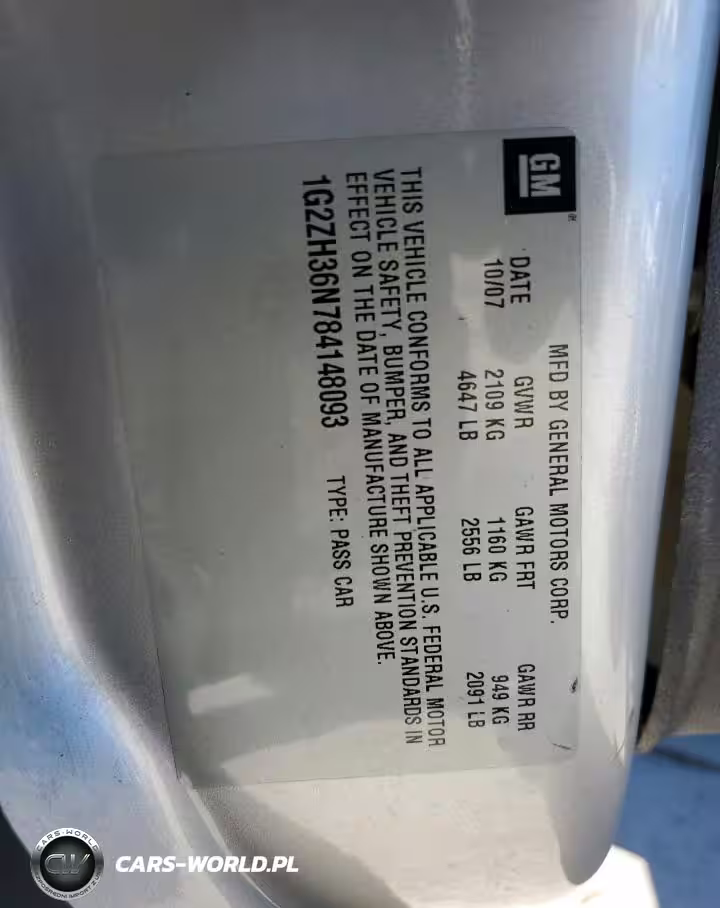 GM
MFD BY GENERAL MOTORS CORP.
DATE GVWR GAWR FRT GAWR RR
10/07 2109 KG 1160 KG 949 KG
4647 LB 2556 LB 2091 LB
THIS VEHICLE CONFORMS TO ALL APPLICABLE U.S. FEDERAL MOTOR
VEHICLE SAFETY, BUMPER, AND THEFT PREVENTION STANDARDS IN
EFFECT ON THE DATE OF MANUFACTURE SHOWN ABOVE.
1G2ZH36N784148093 TYPE: PASS CAR
CARS-WORLD
CW
CARS-WORLD.PL